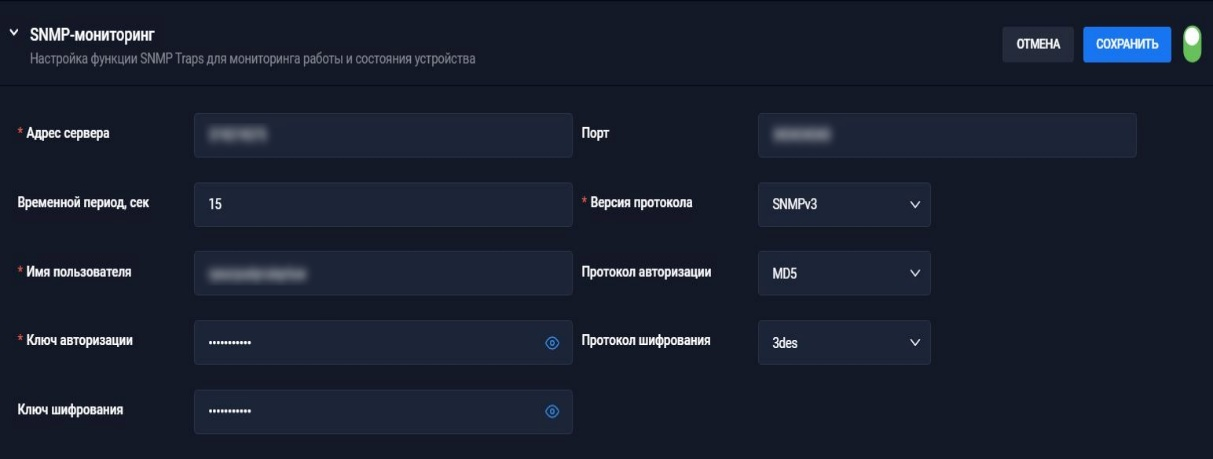 SNMP-мониторинг
Настройка функции SNMP Traps для мониторинга работы и состояния устройства
ОТМЕНА
СОХРАНИТЬ
* Адрес сервера
Порт
Временной период, сек
15
* Версия протокола
SNMPv3
* Имя пользователя
Протокол авторизации
MD5
* Ключ авторизации
•••••••••••
Протокол шифрования
3des
Ключ шифрования
•••••••••••